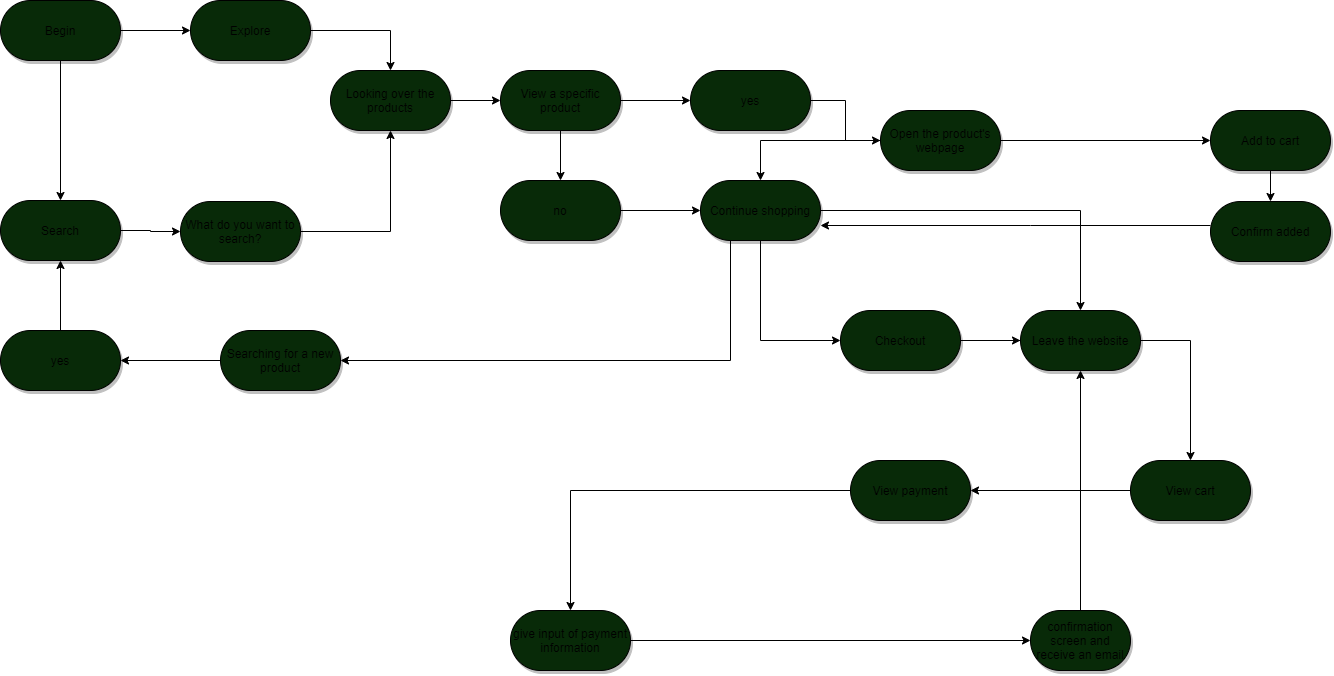 Begin
Explore
Looking over the
products
View a specific
product
yes
Open the product's
webpage
Add to cart
Search
What do you want to
search?
no
Continue shopping
Confirm added
yes
Searching for a new
product
Checkout
Leave the website
View payment
View cart
give input of payment
information
confirmation
screen and
receive an email